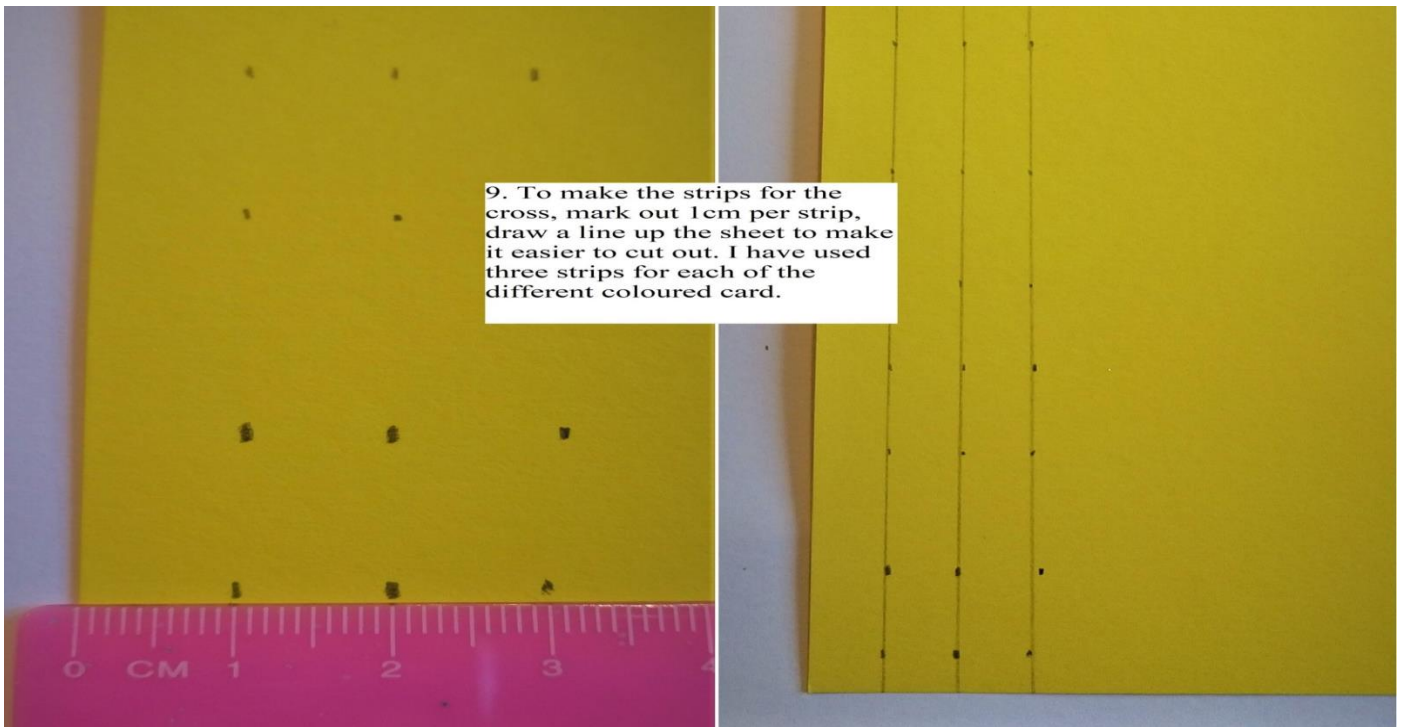 9. To make the strips for the
cross, mark out 1cm per strip,
draw a line up the sheet to make
it easier to cut out. I have used
three strips for each of the
different coloured card.
0 CM 1 2 3 4